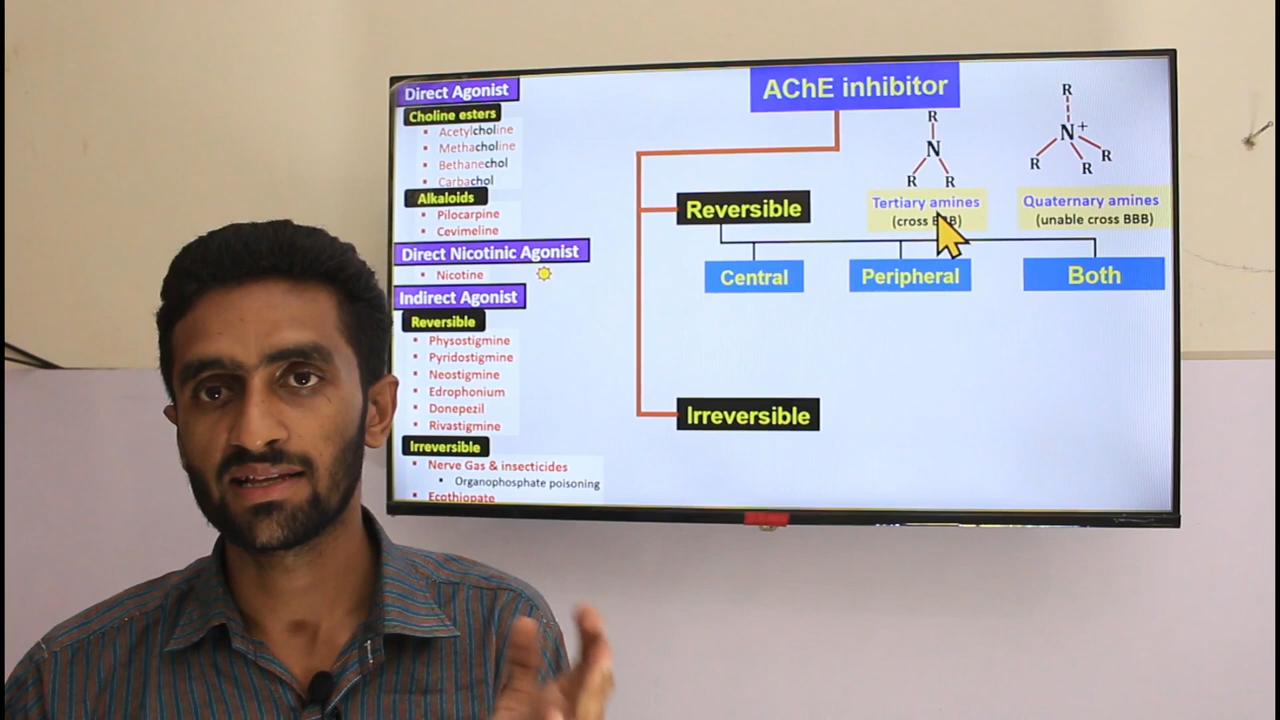 Direct Agonist
Choline esters
Acetylcholine
Methacholine
Bethanechol
Carbachol
Alkaloids
Pilocarpine
Cevimeline
Direct Nicotinic Agonist
Nicotine
Indirect Agonist
Reversible
Physostigmine
Pyridostigmine
Neostigmine
Edrophonium
Donepezil
Rivastigmine
Irreversible
Nerve Gas & insecticides
Organophosphate poisoning
Ecothiopate
AChE inhibitor
R
N
R R
Tertiary amines
(cross BBB)
R
N+
R R R
Quaternary amines
(unable cross BBB)
Reversible
Central
Peripheral
Both
Irreversible